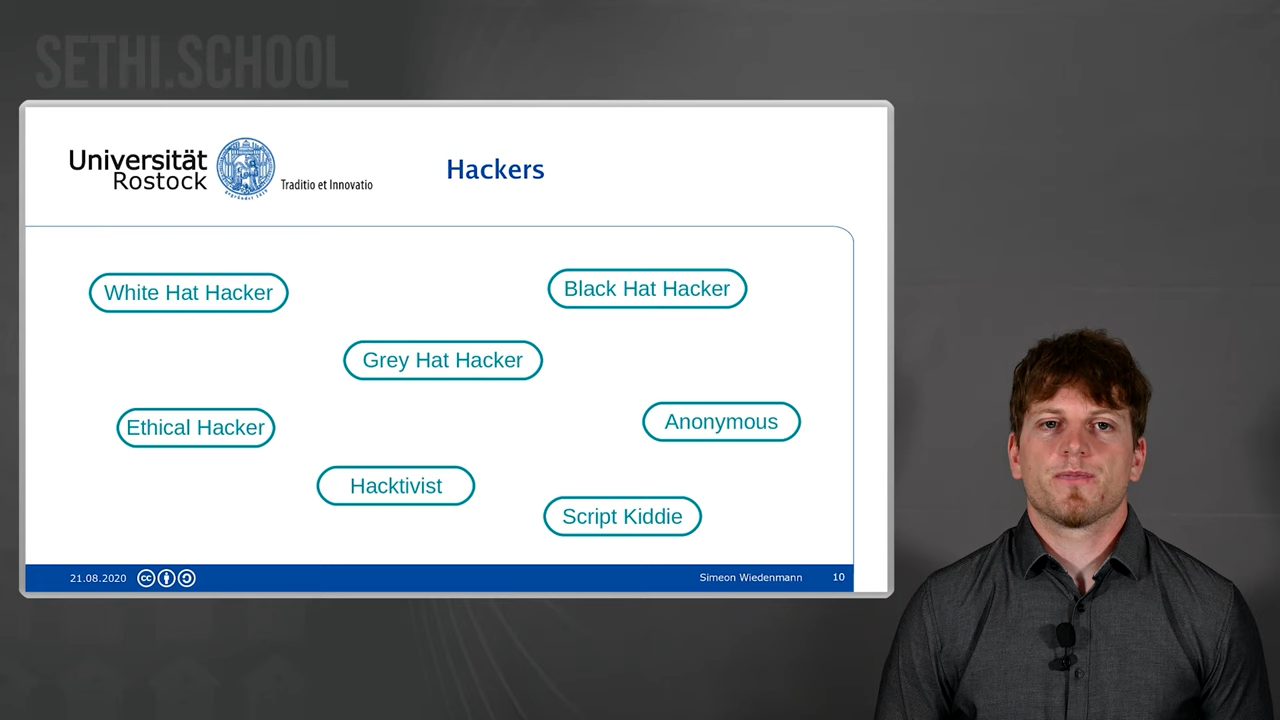 SETHI.SCHOOL
Universität
Rostock
Traditio et Innovatio
Hackers
White Hat Hacker
Black Hat Hacker
Grey Hat Hacker
Ethical Hacker
Anonymous
Hacktivist
Script Kiddie
21.08.2020
cc
Simeon Wiedenmann
10